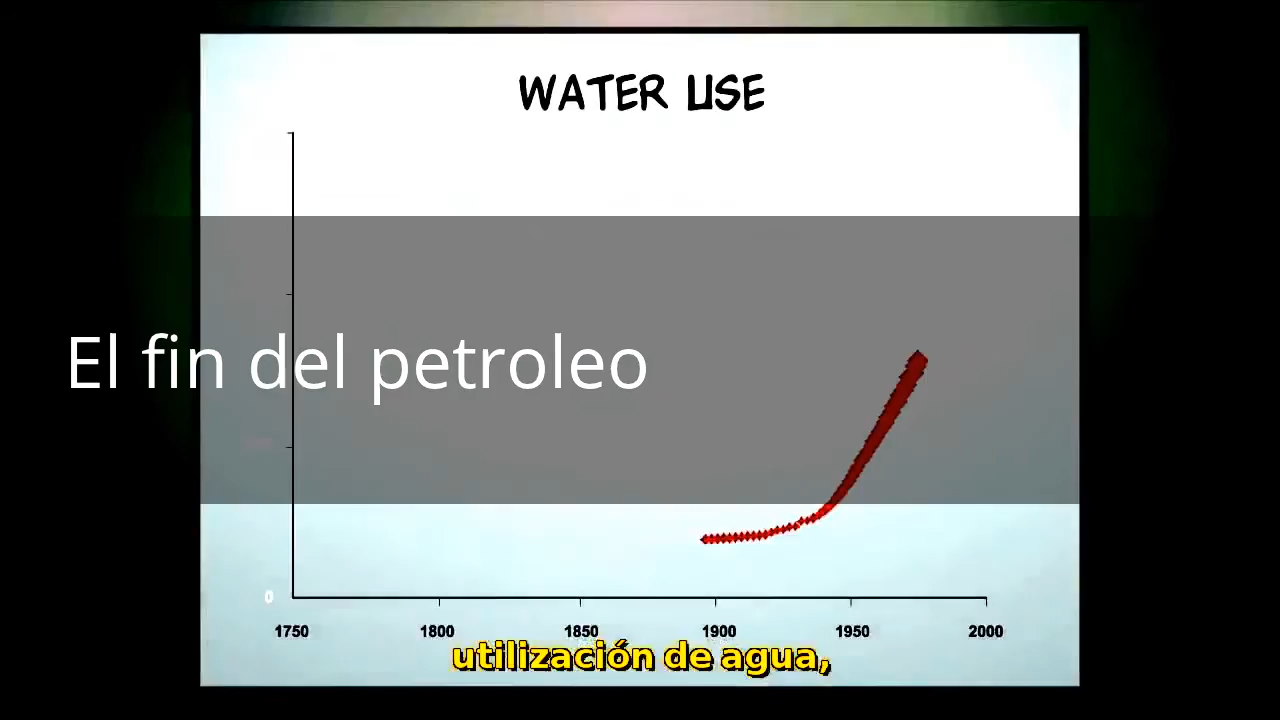 WATER USE
El fin del petroleo
0
1750 1800 1850 1900 1950 2000
utilización de agua,